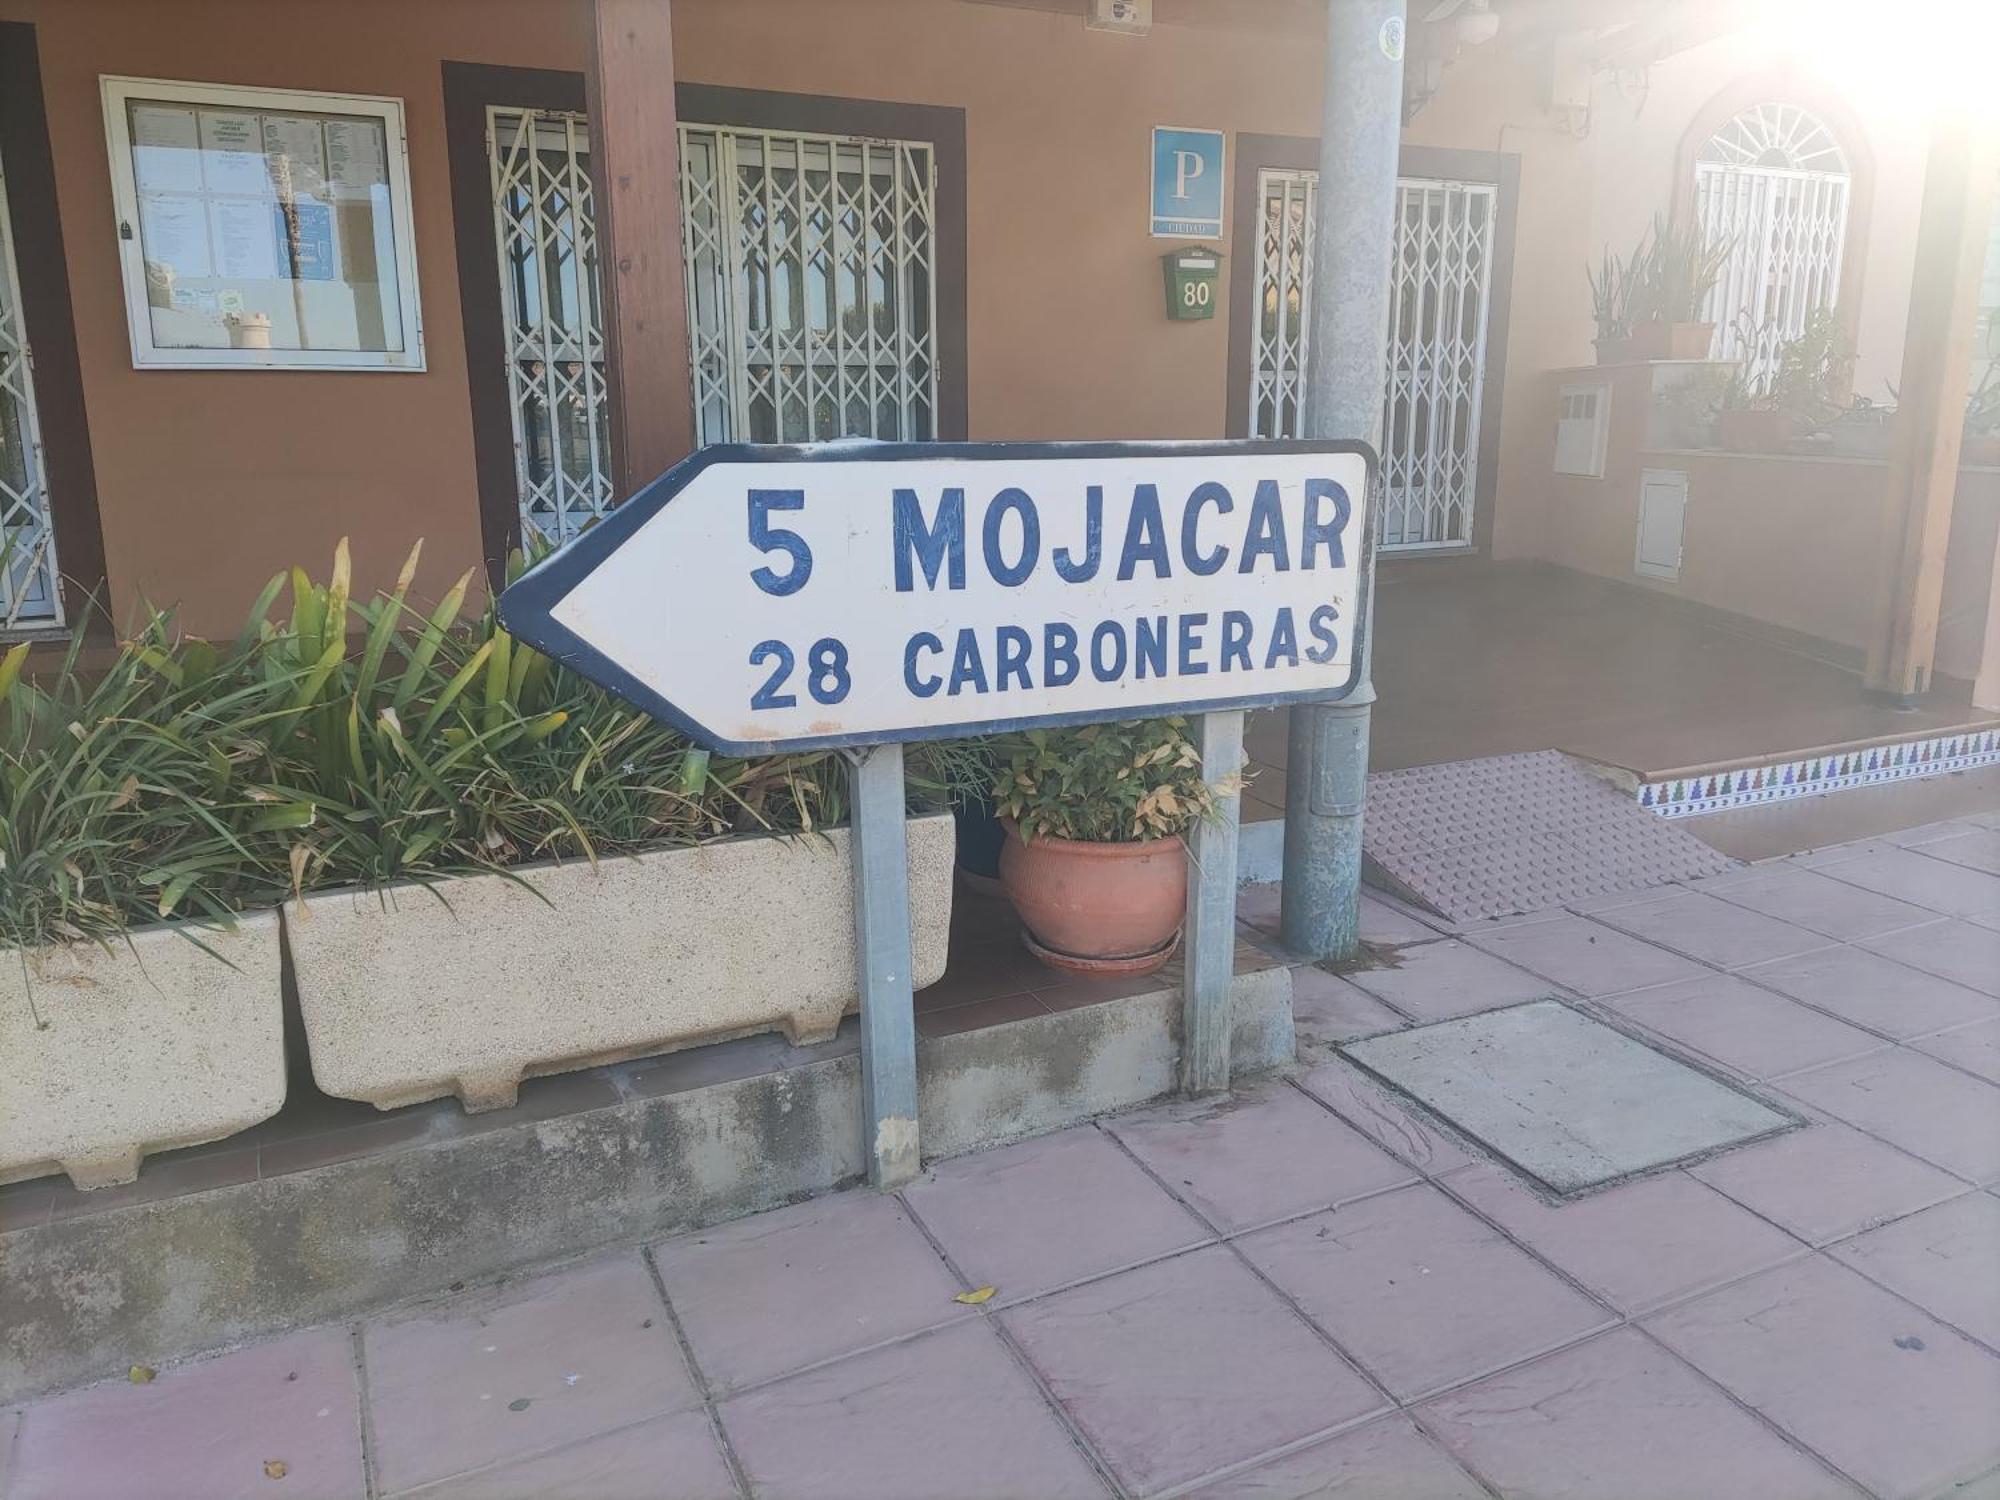 P
CIUDAD
80
5 MOJACAR
28 CARBONERAS